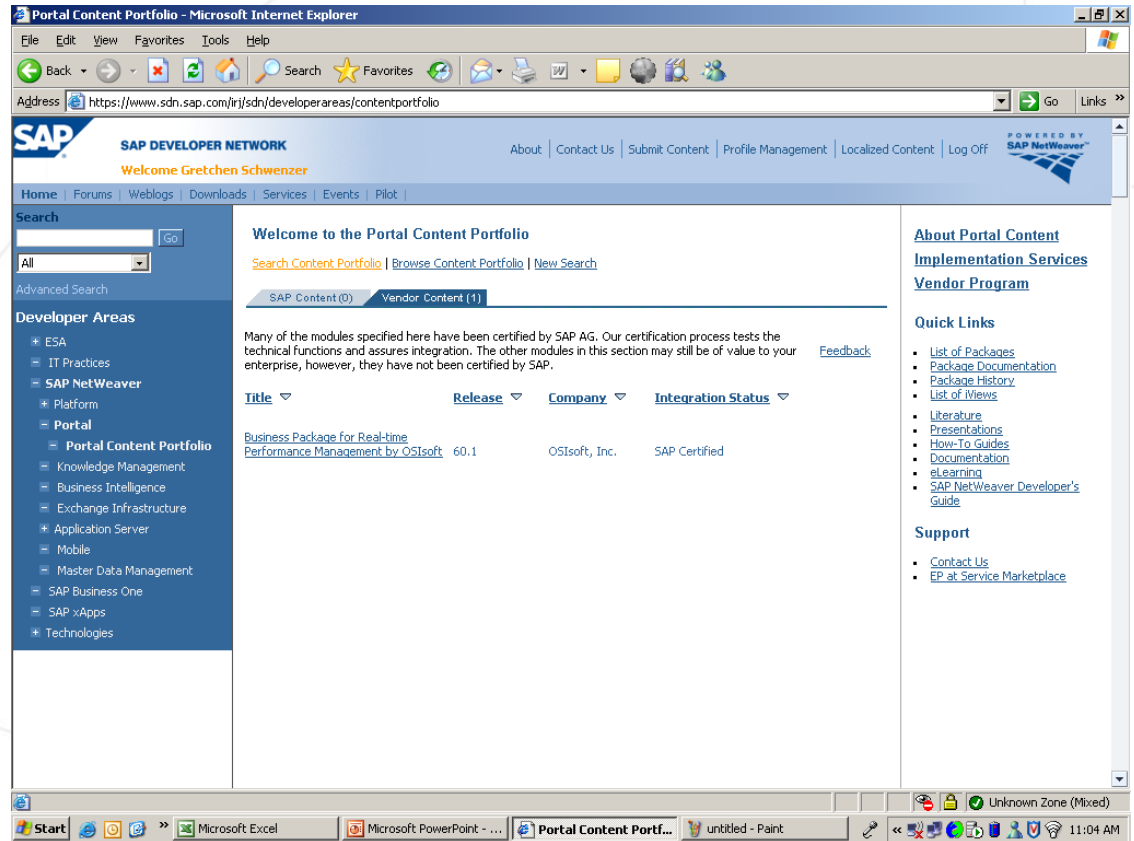 Portal Content Portfolio - Microsoft Internet Explorer
File Edit View Favorites Tools Help
Back Search Favorites
Address https://www.sdn.sap.com/irj/sdn/developerareas/contentportfolio Go Links »
SAP
SAP DEVELOPER NETWORK
Welcome Gretchen Schwenzer
About | Contact Us | Submit Content | Profile Management | Localized Content | Log Off
POWERED BY
SAP NetWeaver™
Home | Forums | Weblogs | Downloads | Services | Events | Pilot |
Search
Go
All
Advanced Search
Developer Areas
ESA
IT Practices
SAP NetWeaver
Platform
Portal
Portal Content Portfolio
Knowledge Management
Business Intelligence
Exchange Infrastructure
Application Server
Mobile
Master Data Management
SAP Business One
SAP xApps
Technologies
Welcome to the Portal Content Portfolio
Search Content Portfolio | Browse Content Portfolio | New Search
SAP Content (0) Vendor Content (1)
Many of the modules specified here have been certified by SAP AG. Our certification process tests the
technical functions and assures integration. The other modules in this section may still be of value to your
enterprise, however, they have not been certified by SAP.
Feedback
Title Release Company Integration Status
Business Package for Real-time
Performance Management by OSIsoft 60.1 OSIsoft, Inc. SAP Certified
About Portal Content
Implementation Services
Vendor Program
Quick Links
List of Packages
Package Documentation
Package History
List of iViews
Literature
Presentations
How-To Guides
Documentation
eLearning
SAP NetWeaver Developer's
Guide
Support
Contact Us
EP at Service Marketplace
Unknown Zone (Mixed)
Start » Microsoft Excel Microsoft PowerPoint - ... Portal Content Portf... untitled - Paint « 11:04 AM